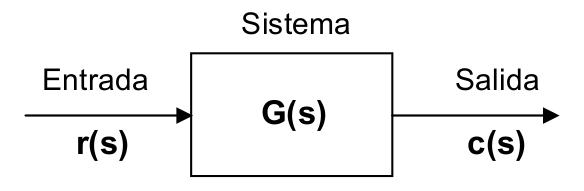 Sistema
Entrada
r(s)
G(s)
Salida
c(s)